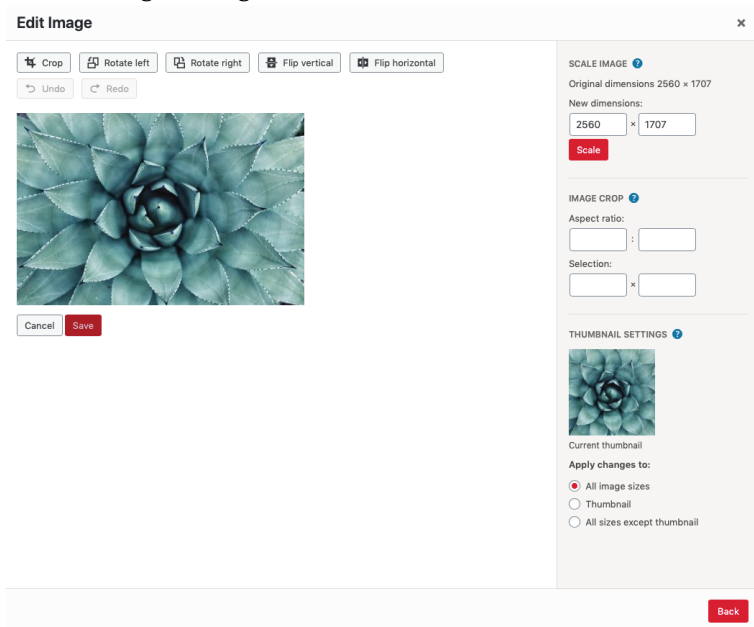 Edit Image
Crop Rotate left Rotate right Flip vertical Flip horizontal
Undo Redo
Cancel Save
SCALE IMAGE ?
Original dimensions 2560 × 1707
New dimensions:
2560 × 1707
Scale
IMAGE CROP ?
Aspect ratio:
:
Selection:
×
THUMBNAIL SETTINGS ?
Current thumbnail
Apply changes to:
All image sizes
Thumbnail
All sizes except thumbnail
Back